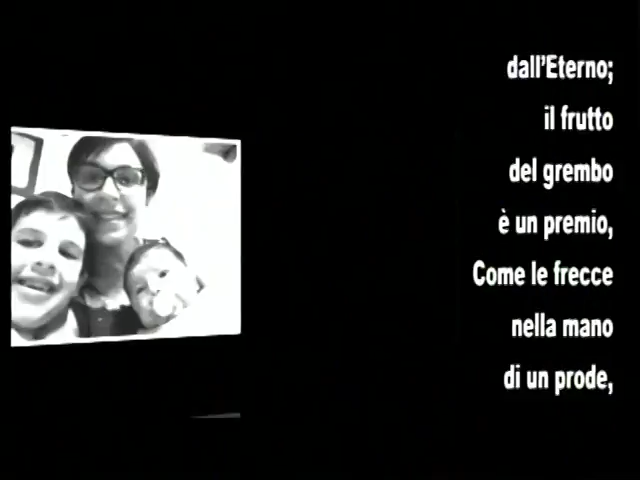 dall'Eterno;
il frutto
del grembo
è un premio,
Come le frecce
nella mano
di un prode,